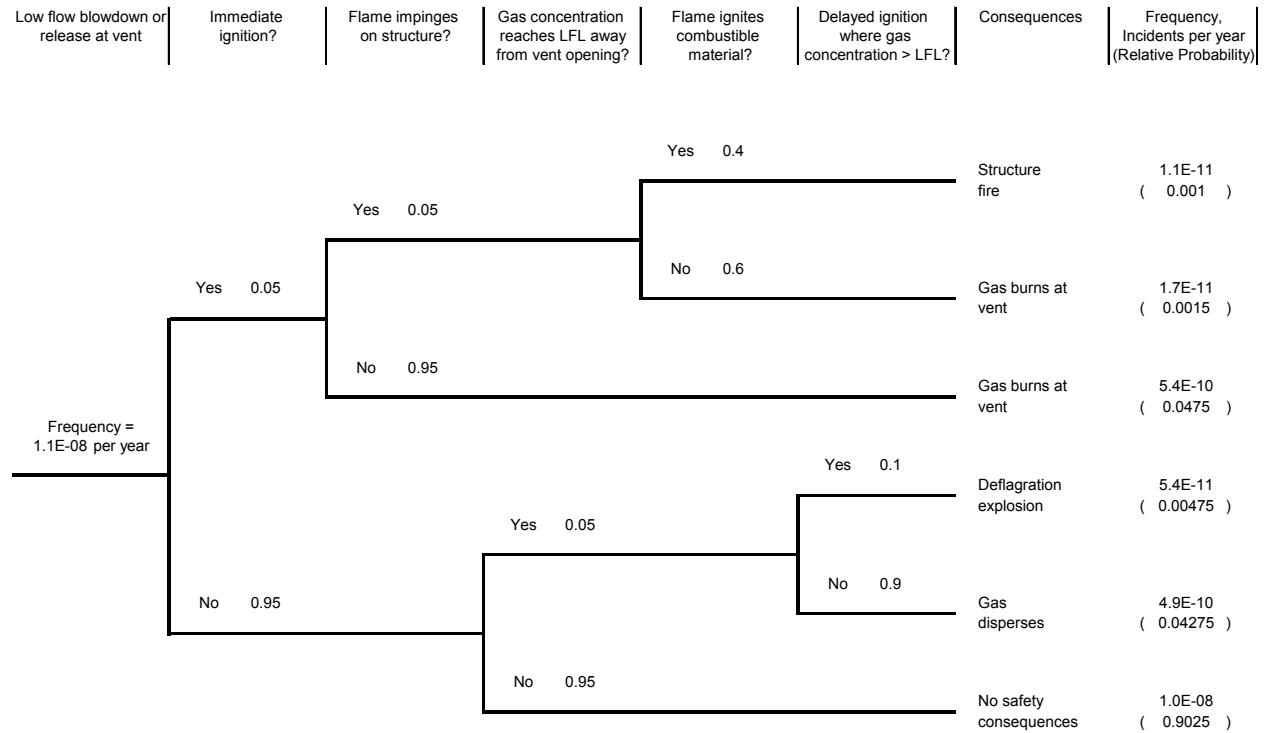 Low flow blowdown or
release at vent
Immediate
ignition?
Flame impinges
on structure?
Gas concentration
reaches LFL away
from vent opening?
Flame ignites
combustible
material?
Delayed ignition
where gas
concentration > LFL?
Consequences
Frequency,
Incidents per year
(Relative Probability)
Yes 0.4
Structure
fire
1.1E-11
( 0.001 )
Yes 0.05
No 0.6
Gas burns at
vent
1.7E-11
( 0.0015 )
Yes 0.05
No 0.95
Gas burns at
vent
5.4E-10
( 0.0475 )
Frequency =
1.1E-08 per year
Yes 0.1
Deflagration
explosion
5.4E-11
( 0.00475 )
Yes 0.05
No 0.9
Gas
disperses
4.9E-10
( 0.04275 )
No 0.95
No 0.95
No safety
consequences
1.0E-08
( 0.9025 )